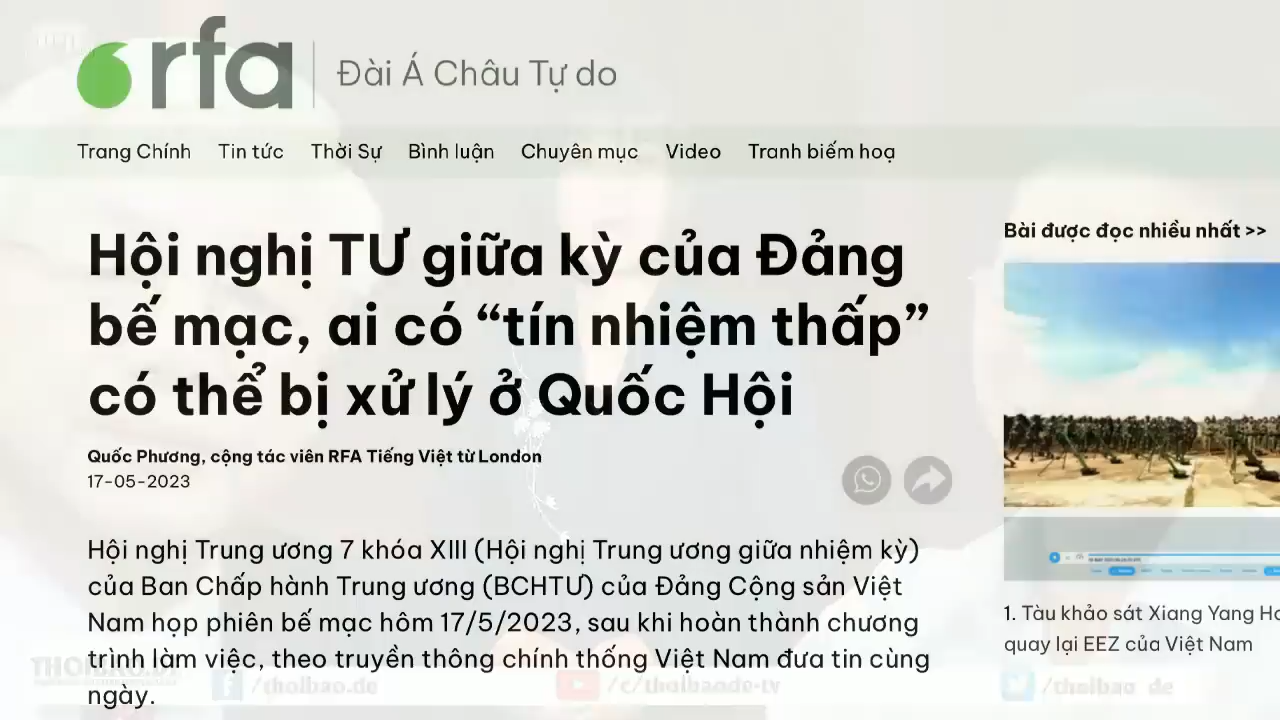 rfa
Đài Á Châu Tự do
Trang Chính Tin tức Thời Sự Bình luận Chuyên mục Video Tranh biếm hoạ
Hội nghị TƯ giữa kỳ của Đảng
bế mạc, ai có “tín nhiệm thấp”
có thể bị xử lý ở Quốc Hội
Quốc Phương, cộng tác viên RFA Tiếng Việt từ London
17-05-2023
Hội nghị Trung ương 7 khóa XIII (Hội nghị Trung ương giữa nhiệm kỳ)
của Ban Chấp hành Trung ương (BCHTƯ) của Đảng Cộng sản Việt
Nam họp phiên bế mạc hôm 17/5/2023, sau khi hoàn thành chương
trình làm việc, theo truyền thông chính thống Việt Nam đưa tin cùng
ngày.
Bài được đọc nhiều nhất >>
1. Tàu khảo sát Xiang Yang
quay lại EEZ của Việt Nam
THOIBAO.DE
/thoibao.de
/c/thoibaode-tv
/thoibao_de